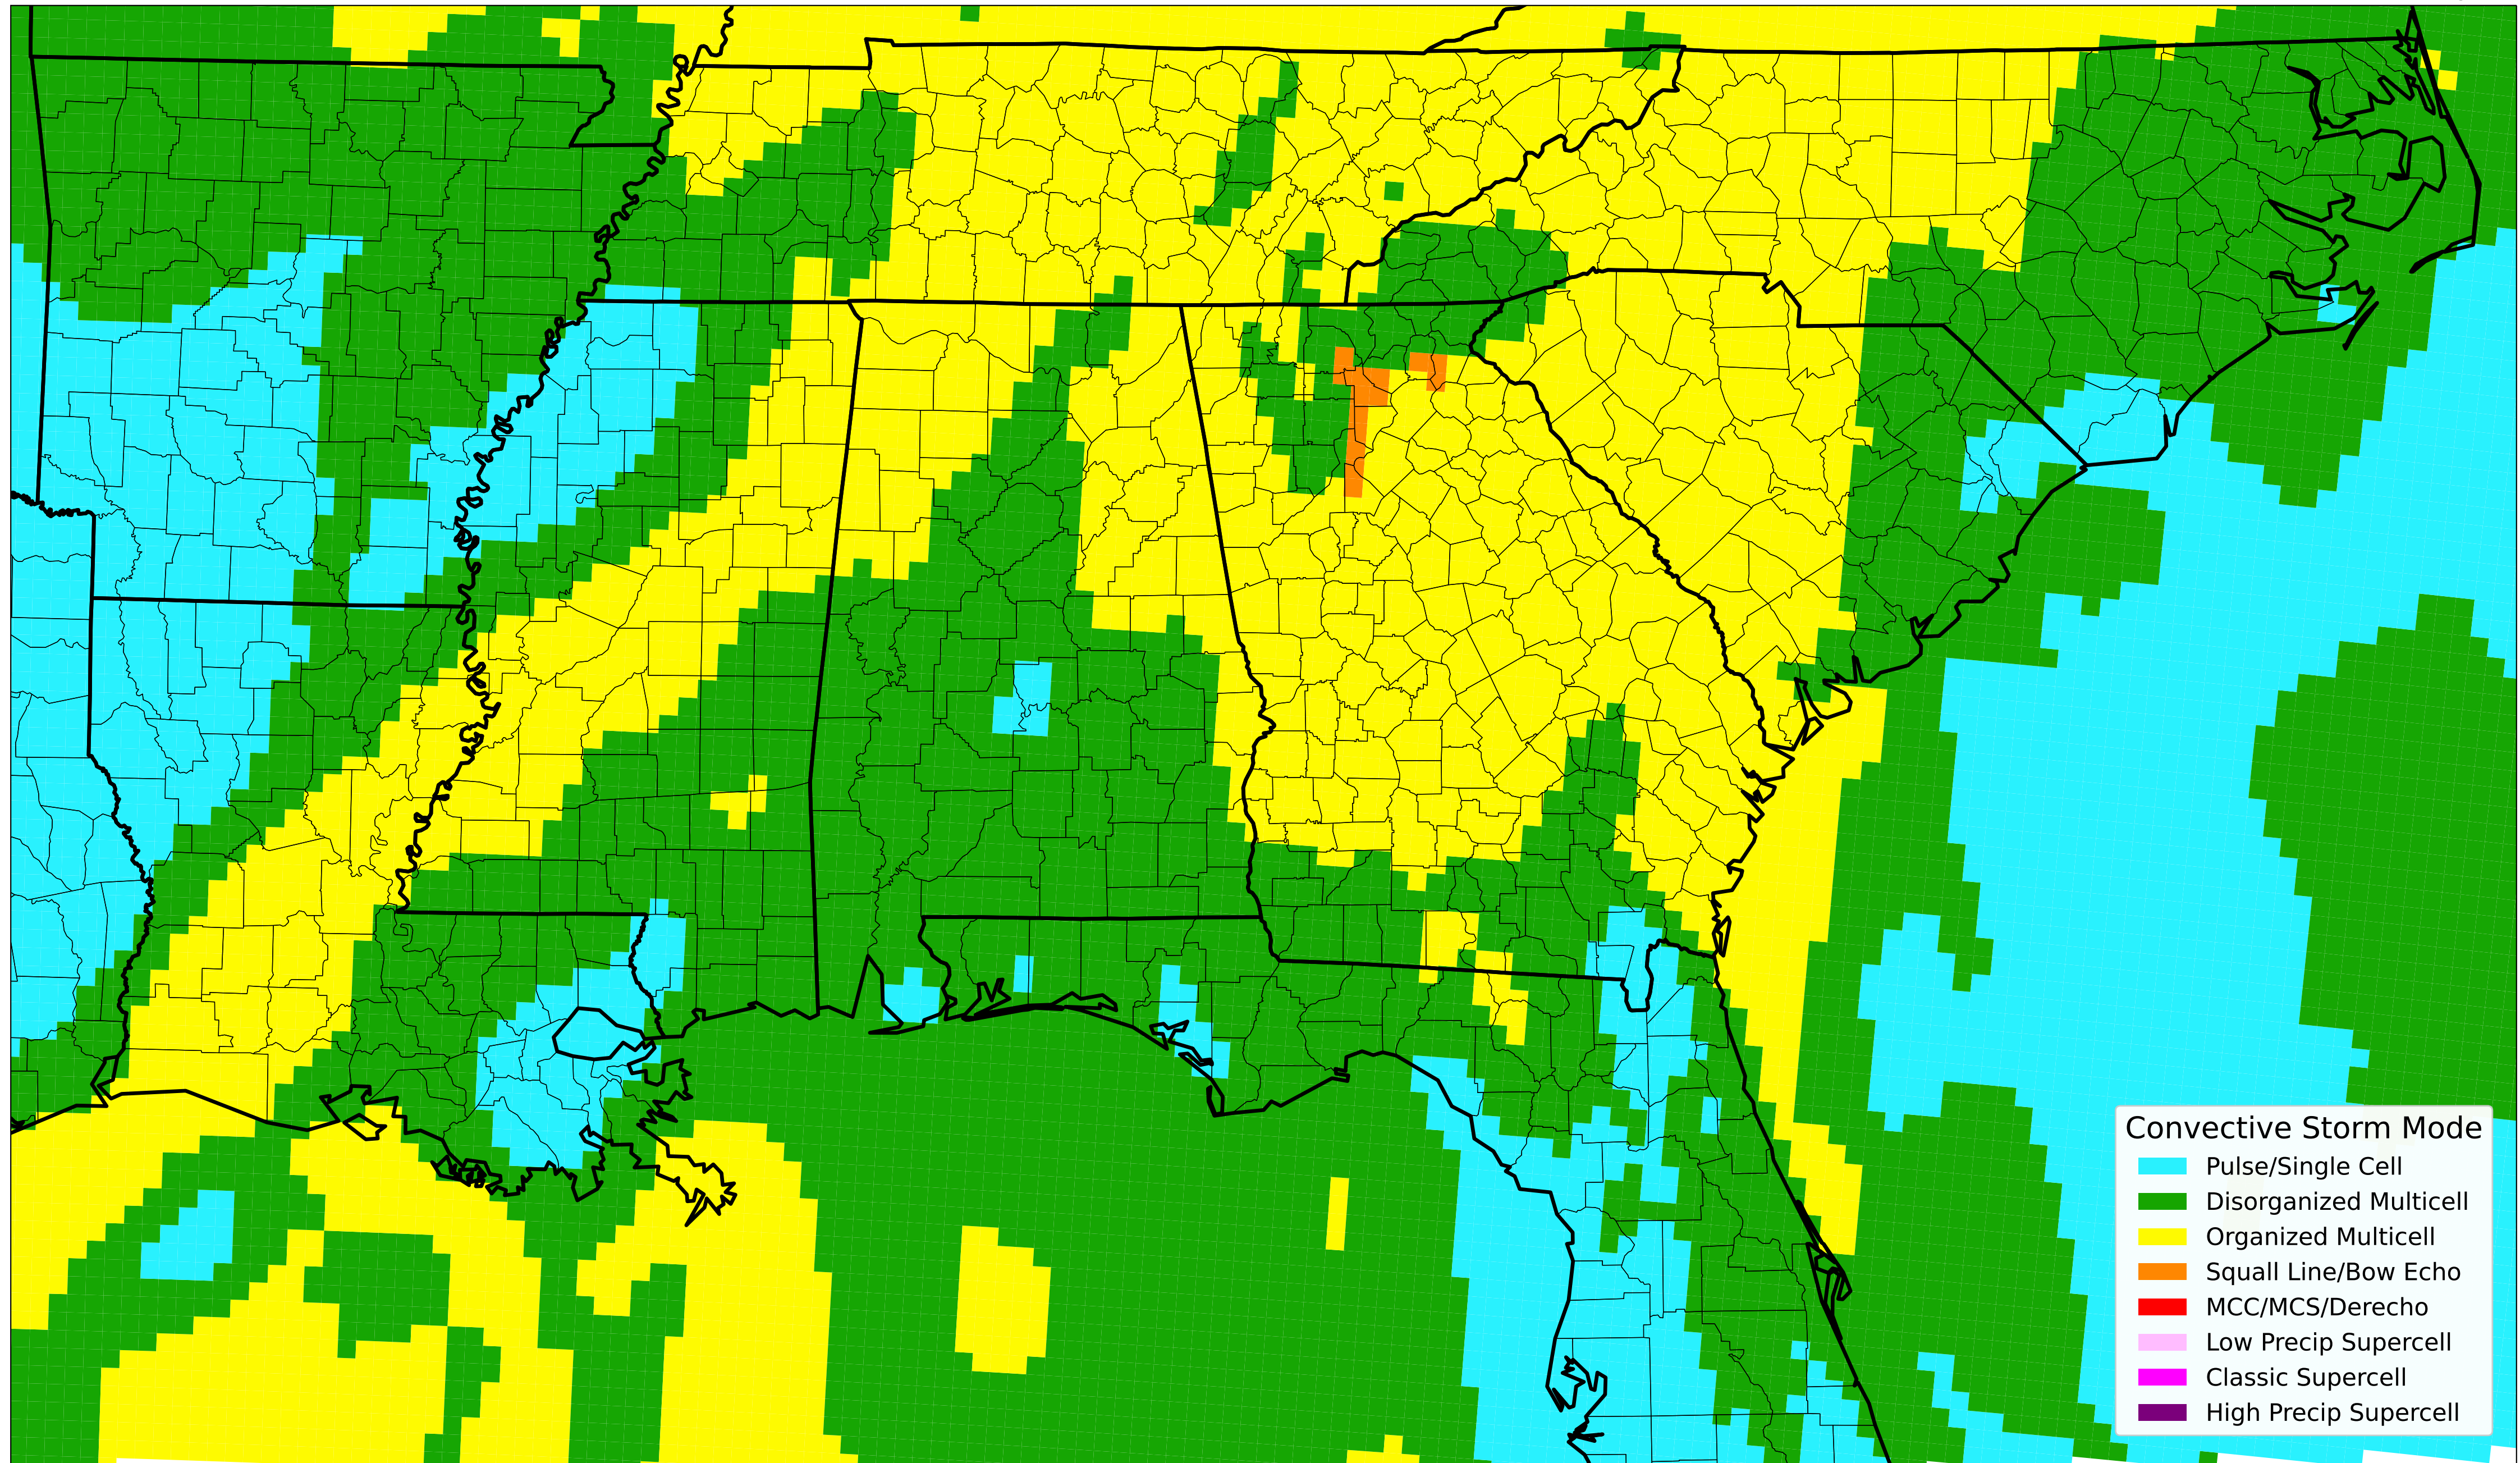 Convective Storm Mode
Pulse/Single Cell
Disorganized Multicell
Organized Multicell
Squall Line/Bow Echo
MCC/MCS/Derecho
Low Precip Supercell
Classic Supercell
High Precip Supercell